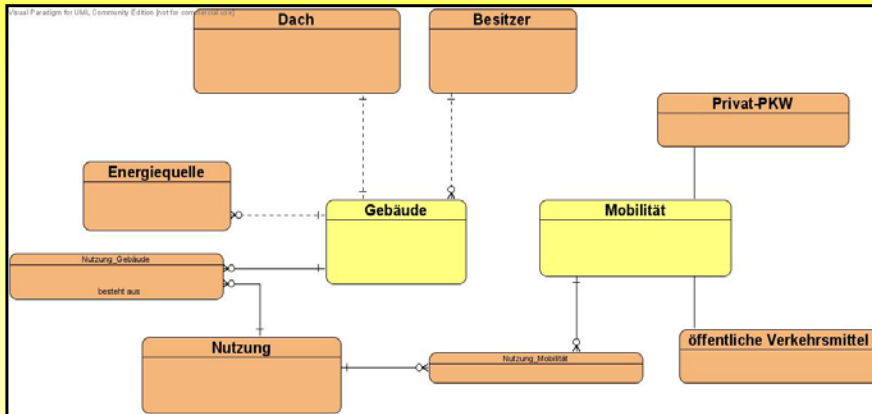 Visual Paradigm for UML Community Edition [not for commercial use]
Dach
Besitzer
Privat-PKW
Energiequelle
Gebäude
Mobilität
Nutzung_Gebäude
besteht aus
Nutzung
Nutzung_Mobilität
öffentliche Verkehrsmittel